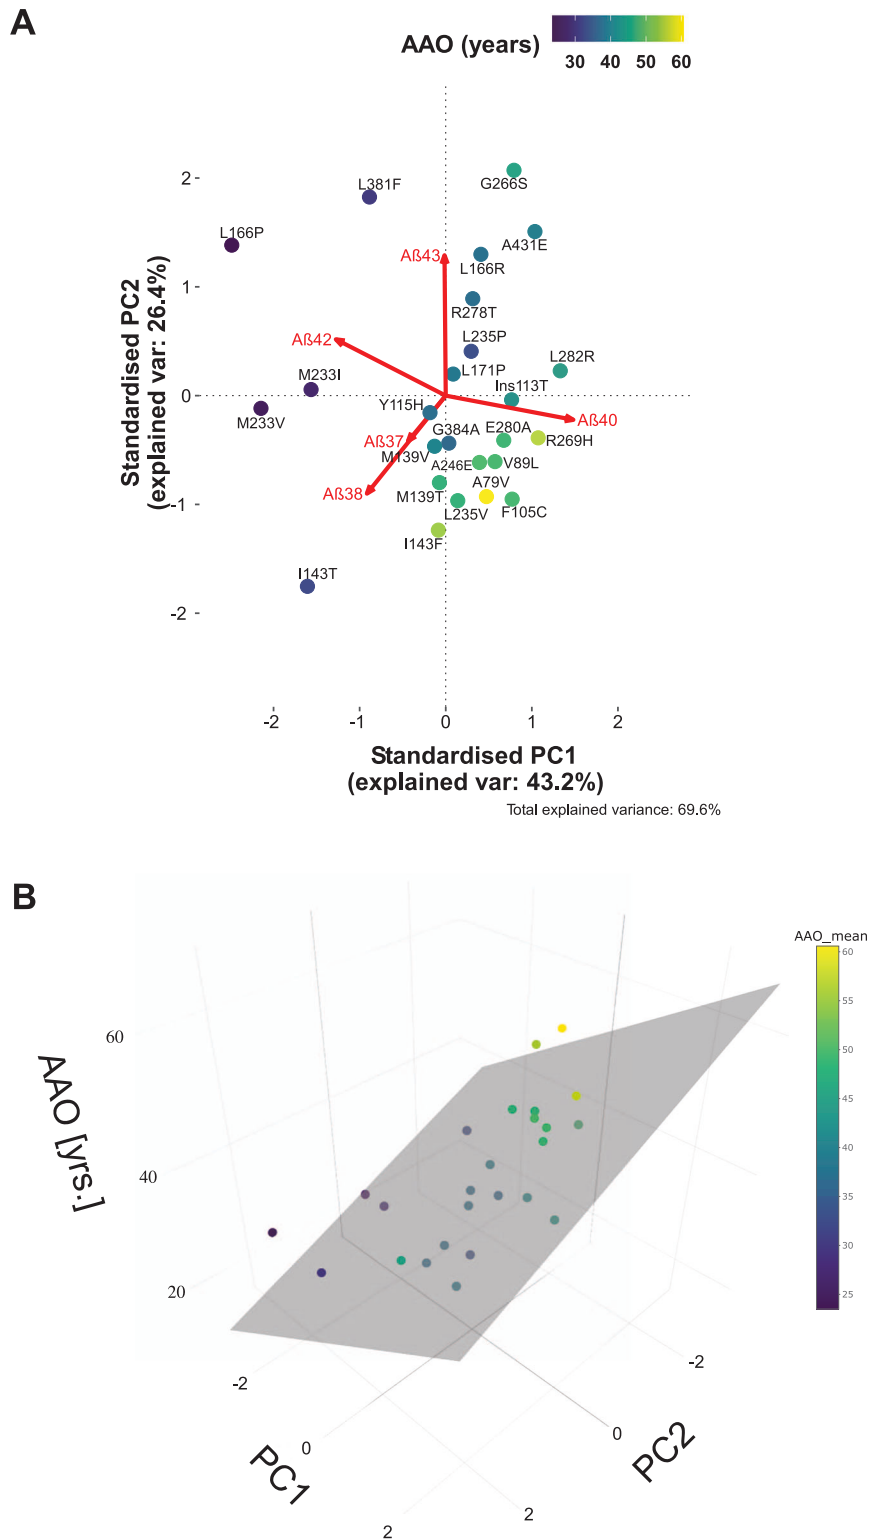 A
AAO (years)
30 40 50 60
Standardised PC2
(explained var: 26.4%)
2
1
0
-1
-2
L381F
G266S
L166P
A431E
Aß43
L166R
R278T
Aß42
L235P
L282R
M233I
L171P
Ins113T
M233V
Y115H
Aß40
G384A
E280A
R269H
Aß37
M139V
A246E
V89L
Aß38
M139T
A79V
L235V
F105C
I143F
I143T
-2 -1 0 1 2
Standardised PC1
(explained var: 43.2%)
Total explained variance: 69.6%
B
AAO_mean
60
55
50
45
40
35
30
25
AAO [yrs.]
60
40
20
-2
0
2
PC1
-2
0
2
PC2